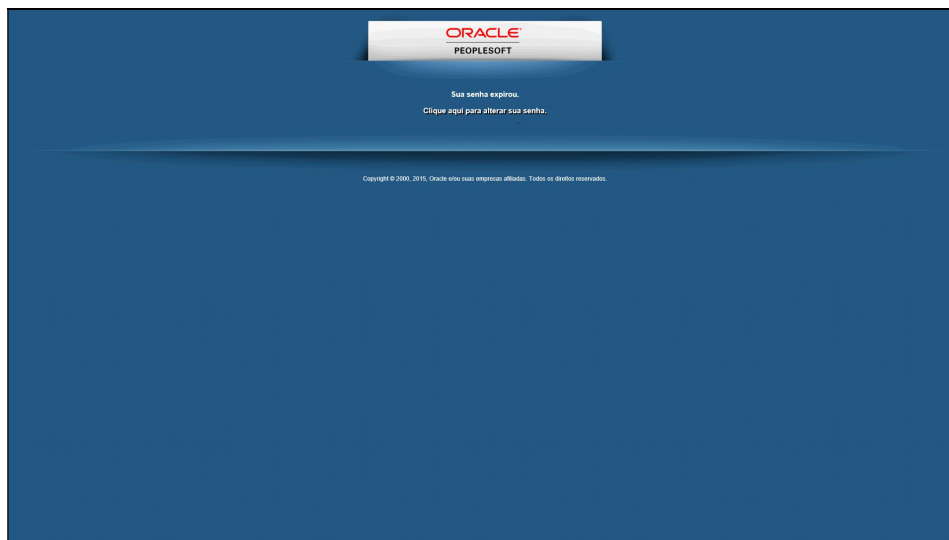 ORACLE®
PEOPLESOFT
Sua senha expirou.
Clique aqui para alterar sua senha.
Copyright © 2000, 2015, Oracle e/ou suas empresas afiliadas. Todos os direitos reservados.